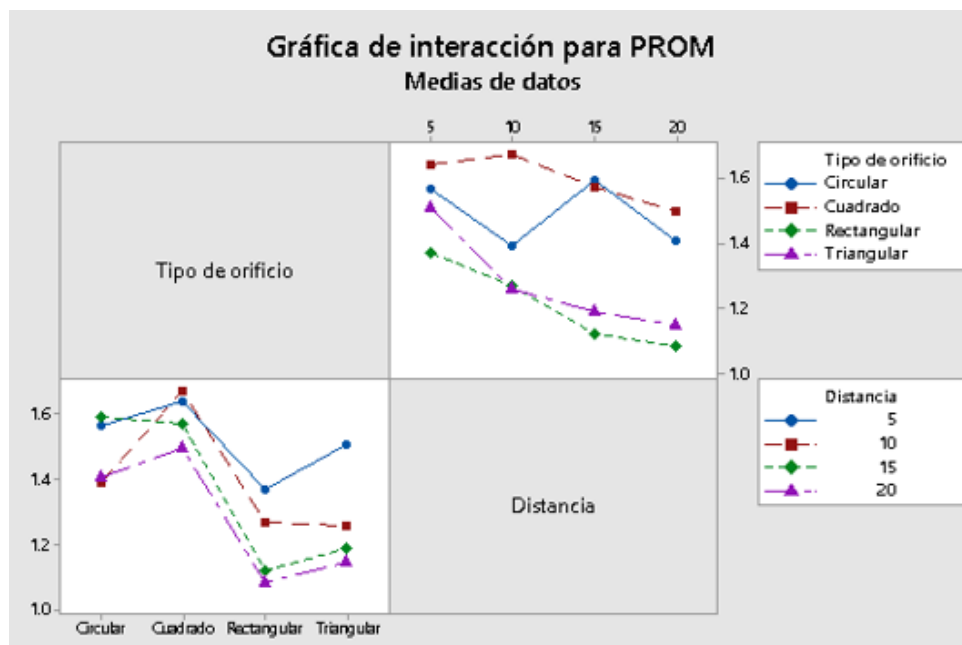 Gráfica de interacción para PROM
Medias de datos
5 10 15 20
Tipo de orificio
1.6
1.4
1.2
1.0
Tipo de orificio
Circular
Cuadrado
Rectangular
Triangular
1.6
1.4
1.2
1.0
Circular Cuadrado Rectangular Triangular
Distancia
Distancia
5
10
15
20